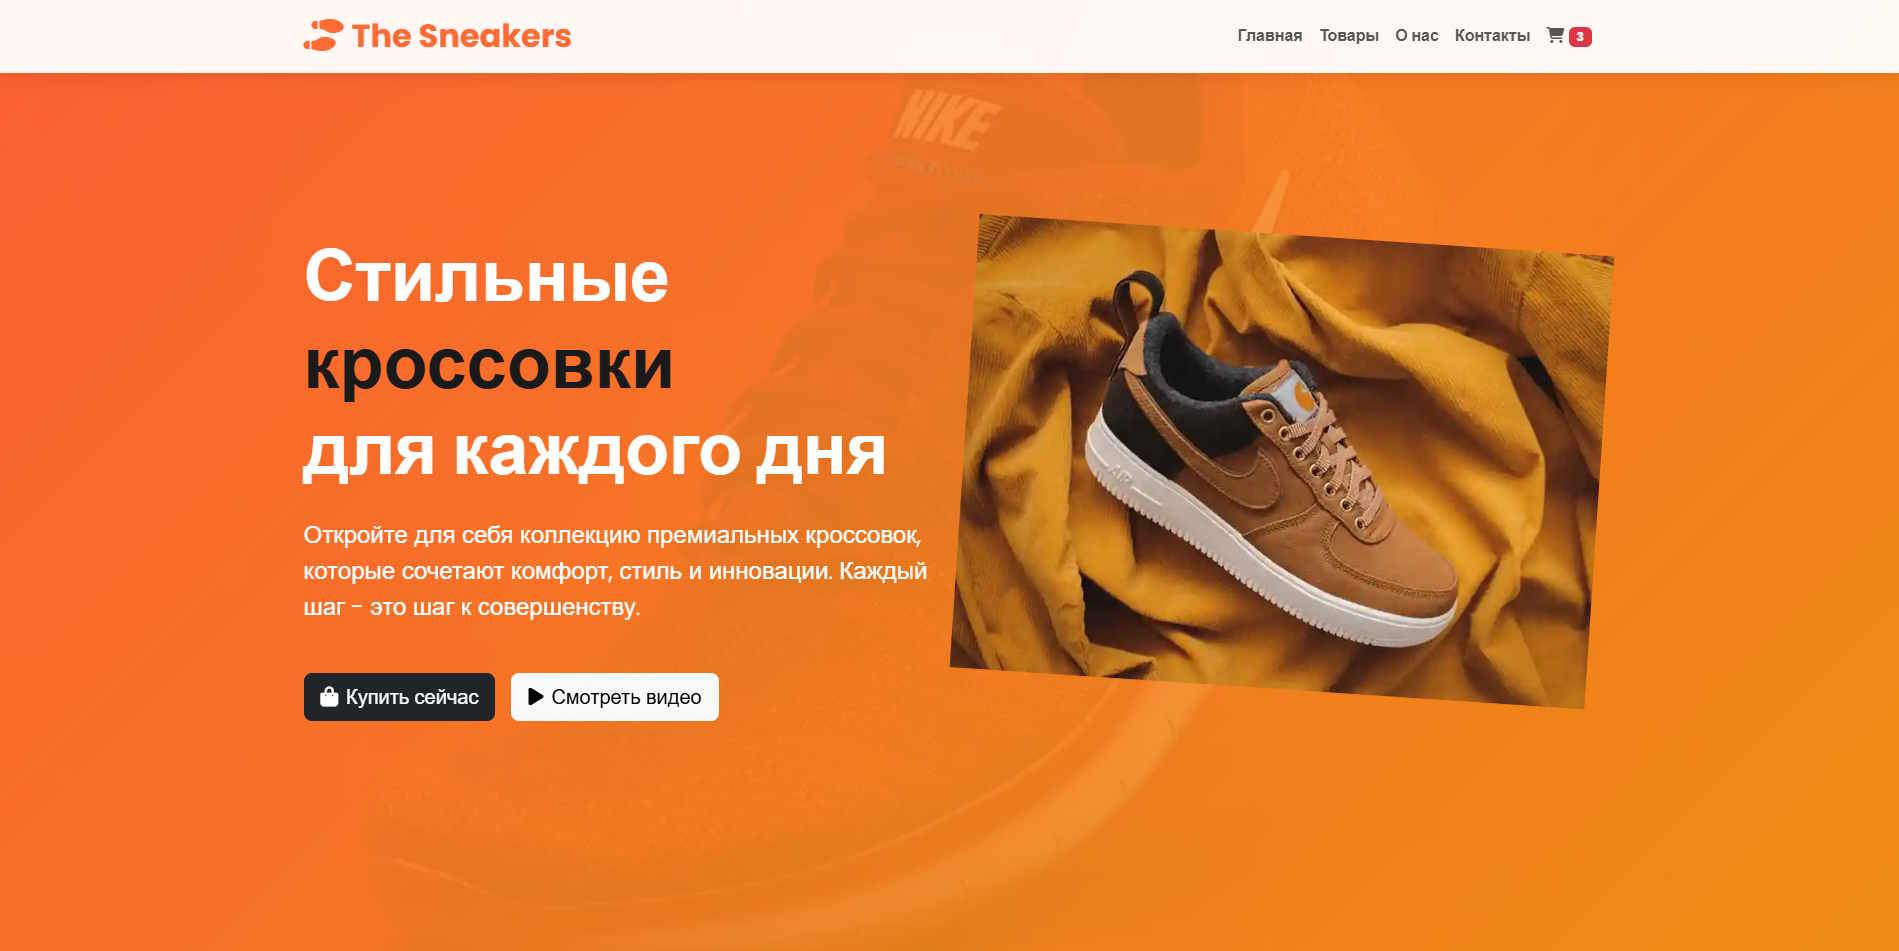 The Sneakers
Главная Товары О нас Контакты 3
NIKE
Стильные
кроссовки
для каждого дня
AIR
Откройте для себя коллекцию премиальных кроссовок,
которые сочетают комфорт, стиль и инновации. Каждый
шаг – это шаг к совершенству.
Купить сейчас Смотреть видео